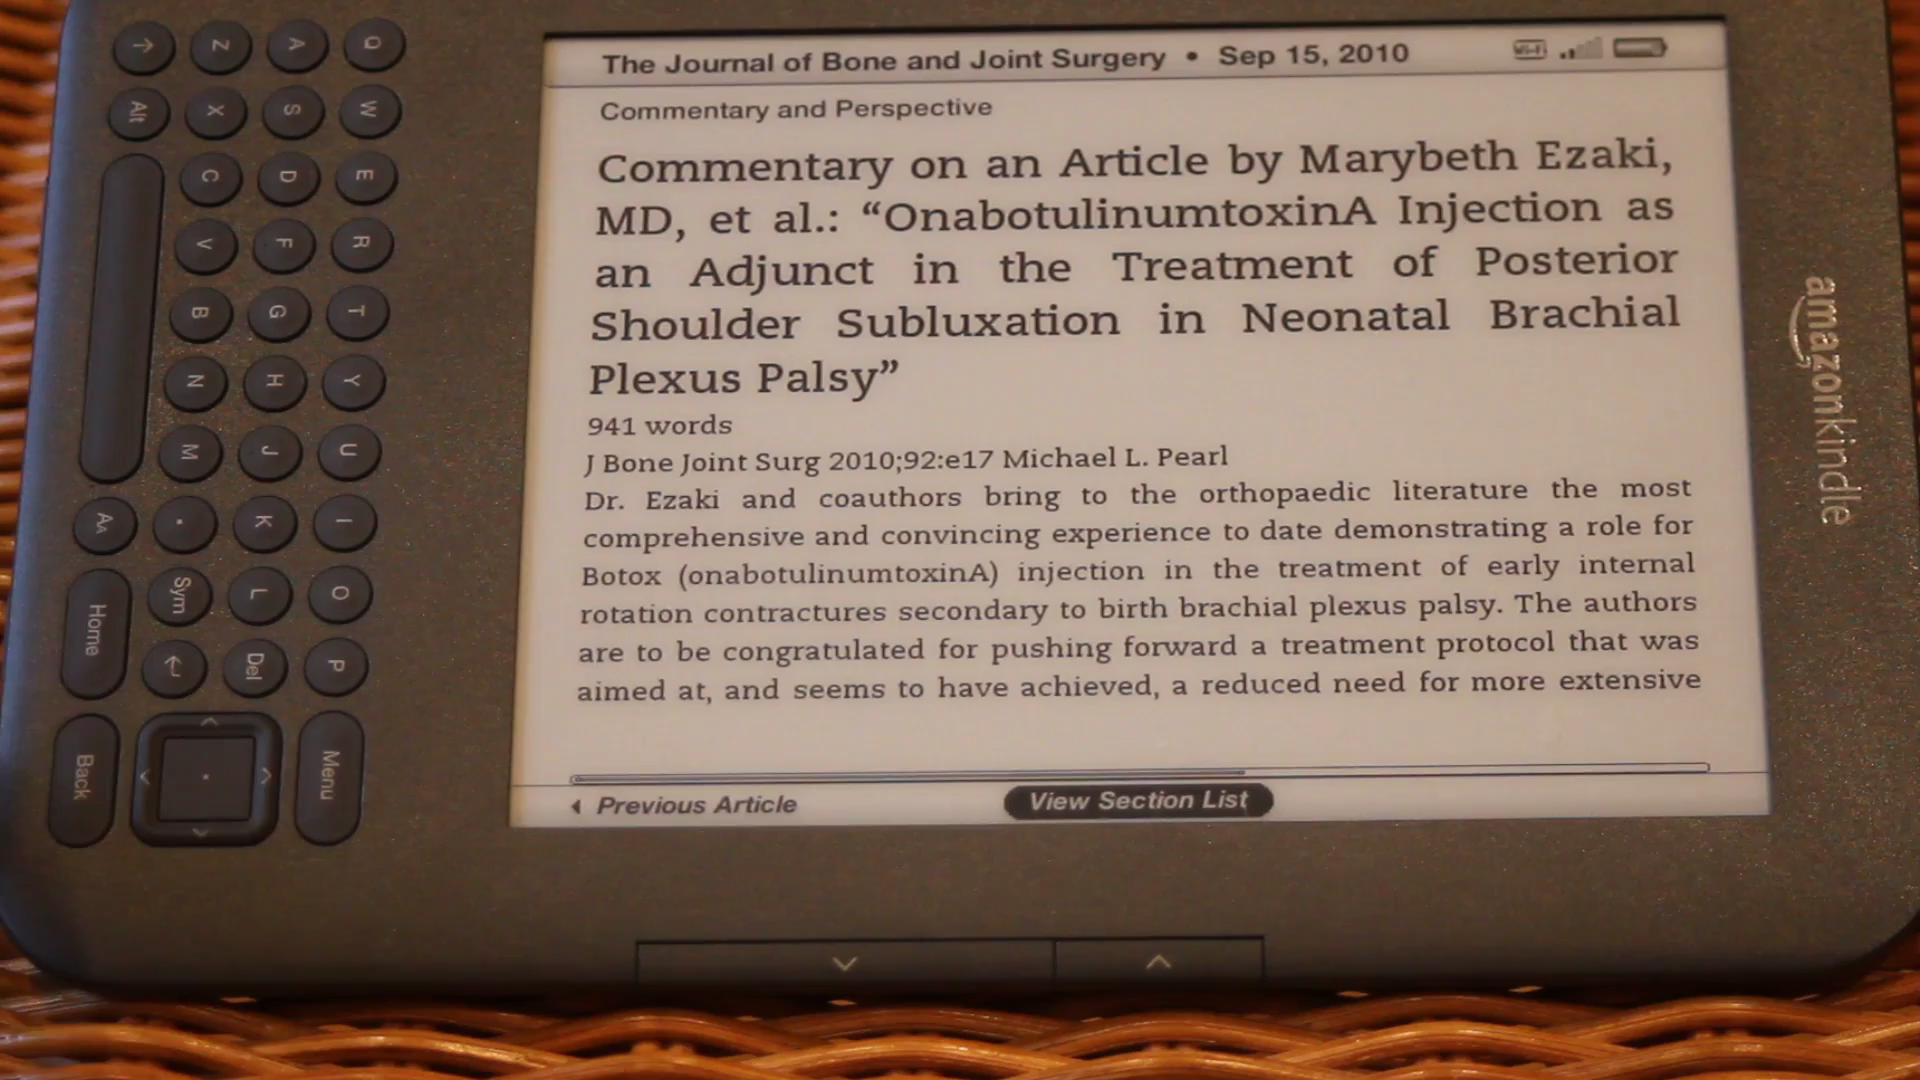 The Journal of Bone and Joint Surgery • Sep 15, 2010
Wi-Fi
Commentary and Perspective
Commentary on an Article by Marybeth Ezaki,
MD, et al.: “OnabotulinumtoxinA Injection as
an Adjunct in the Treatment of Posterior
Shoulder Subluxation in Neonatal Brachial
Plexus Palsy”
941 words
J Bone Joint Surg 2010;92:e17 Michael L. Pearl
Dr. Ezaki and coauthors bring to the orthopaedic literature the most
comprehensive and convincing experience to date demonstrating a role for
Botox (onabotulinumtoxinA) injection in the treatment of early internal
rotation contractures secondary to birth brachial plexus palsy. The authors
are to be congratulated for pushing forward a treatment protocol that was
aimed at, and seems to have achieved, a reduced need for more extensive
Previous Article
View Section List
amazonkindle
Q W E R T Y U I O P
A S D F G H J K L Del
Z X C V B N M . Sym
Alt
Aa
Home
Back
Menu